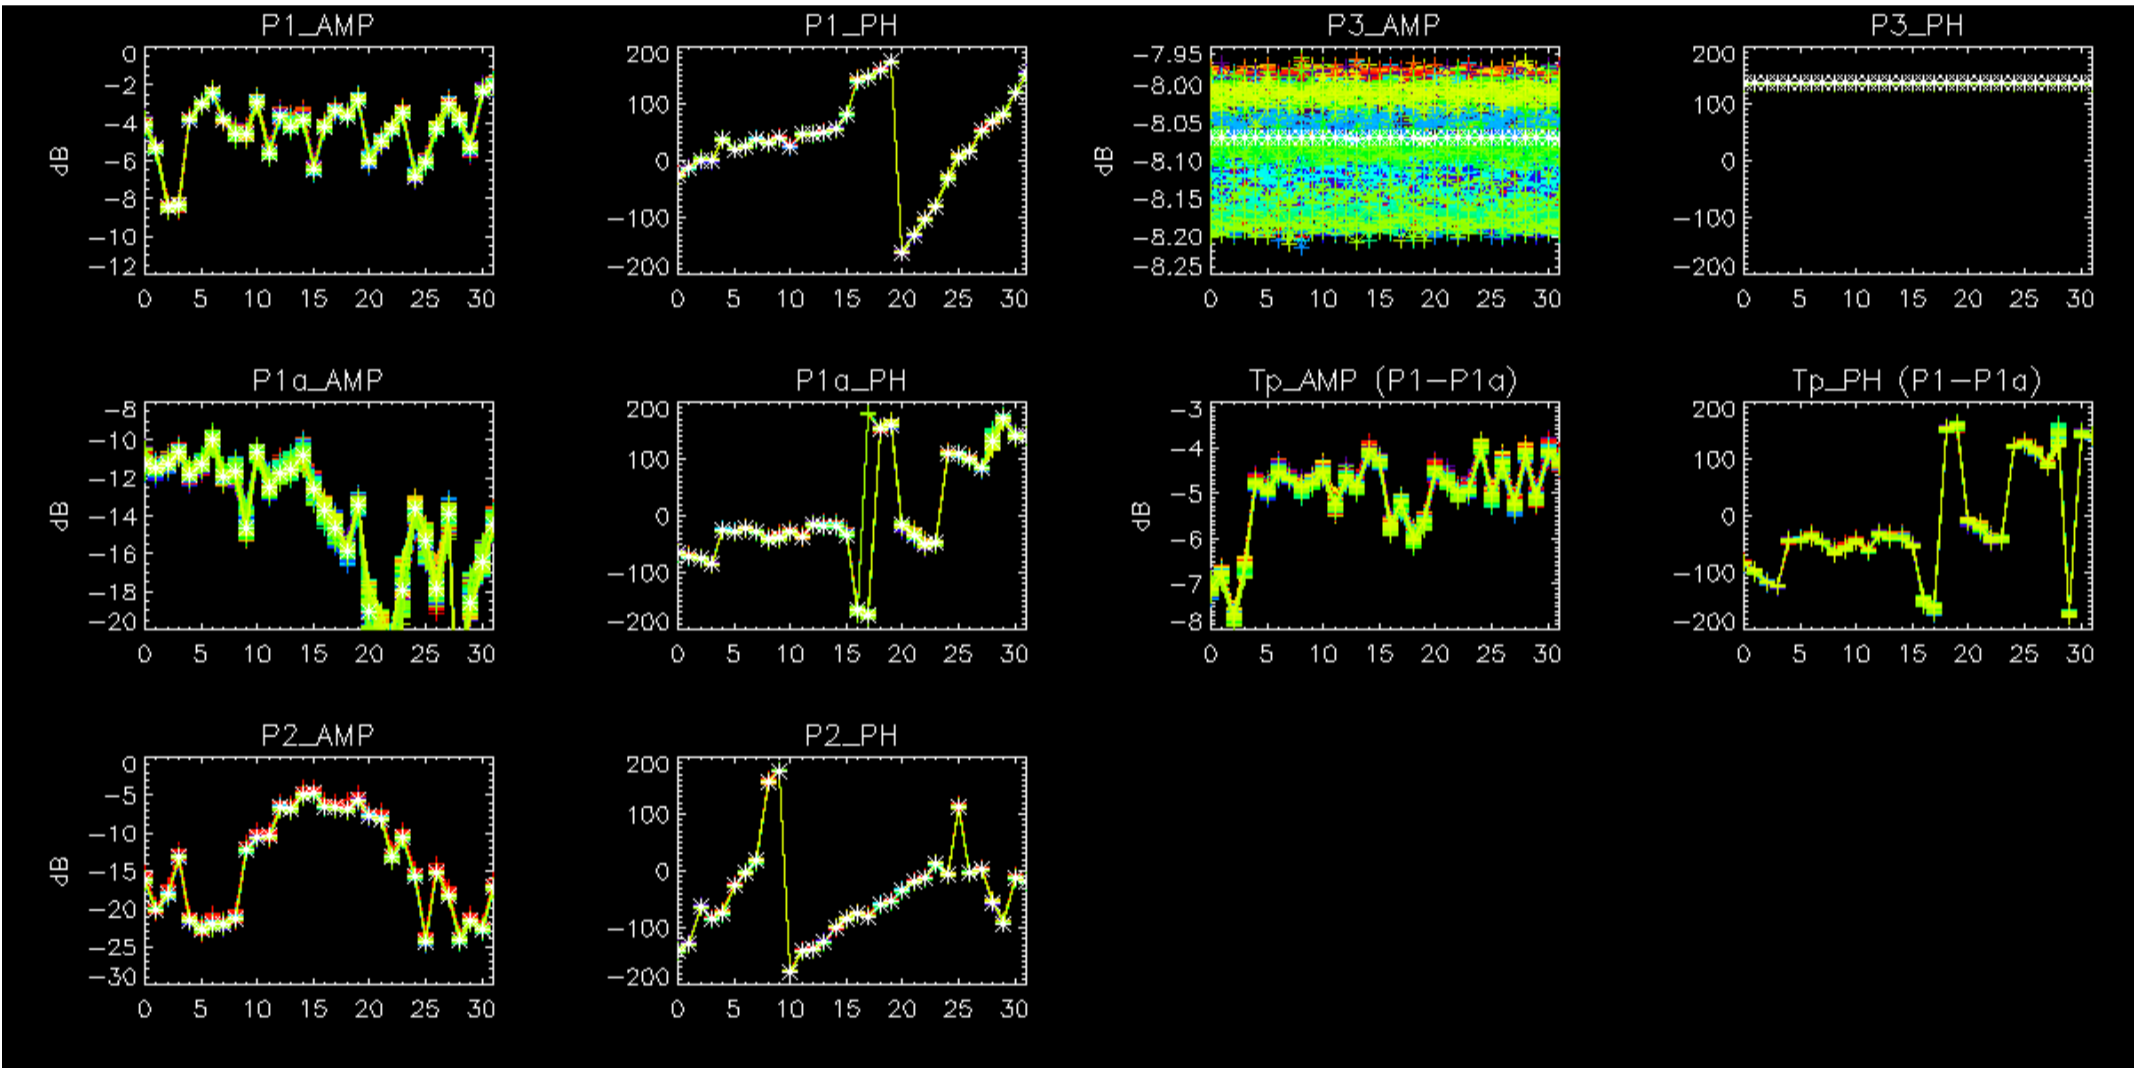 P1_AMP
dB
0
−2
−4
−6
−8
−10
−12
0 5 10 15 20 25 30
P1_PH
200
100
0
−100
−200
0 5 10 15 20 25 30
P3_AMP
dB
−7.95
−8.00
−8.05
−8.10
−8.15
−8.20
−8.25
0 5 10 15 20 25 30
P3_PH
200
100
0
−100
−200
0 5 10 15 20 25 30
P1a_AMP
dB
−8
−10
−12
−14
−16
−18
−20
0 5 10 15 20 25 30
P1a_PH
200
100
0
−100
−200
0 5 10 15 20 25 30
Tp_AMP (P1−P1a)
dB
−3
−4
−5
−6
−7
−8
0 5 10 15 20 25 30
Tp_PH (P1−P1a)
200
100
0
−100
−200
0 5 10 15 20 25 30
P2_AMP
dB
0
−5
−10
−15
−20
−25
−30
0 5 10 15 20 25 30
P2_PH
200
100
0
−100
−200
0 5 10 15 20 25 30